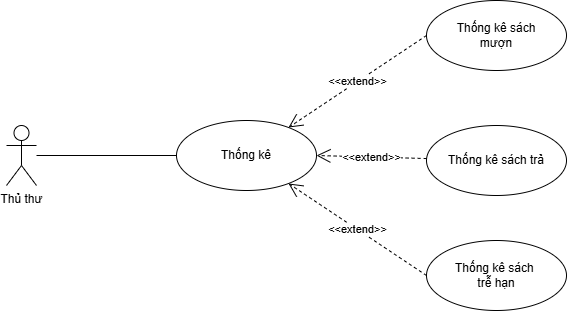 Thống kê sách
mượn
<<extend>>
Thống kê
<<extend>>
Thống kê sách trả
Thủ thư
<<extend>>
Thống kê sách
trễ hạn